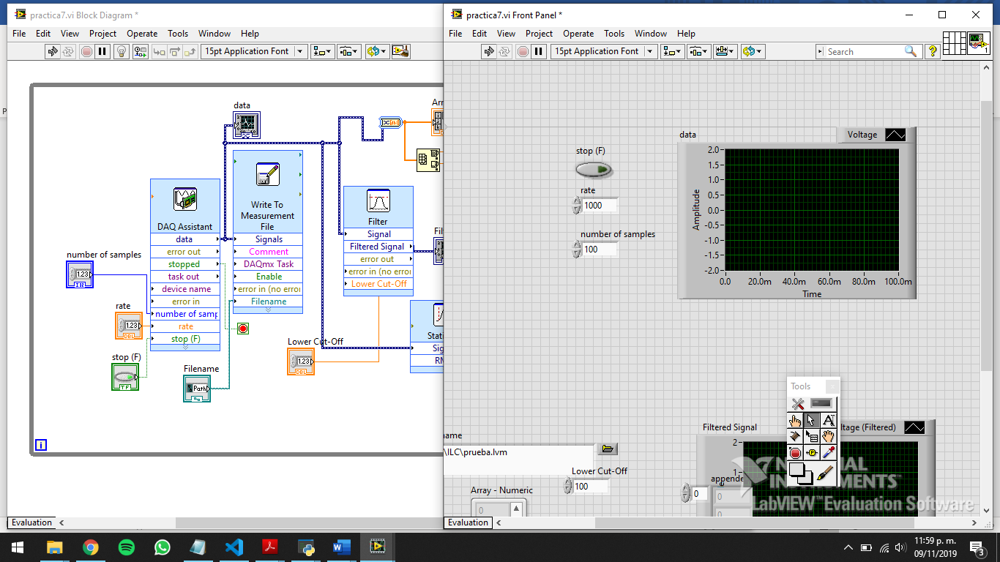 practica7.vi Block Diagram *
File Edit View Project Operate Tools Window Help
15pt Application Font
data
Arr
DAQ Assistant
data
error out
stopped
task out
device name
error in
number of samp
rate
stop (F)
Write To
Measurement
File
Signals
Comment
DAQmx Task
Enable
error in (no error
Filename
Filter
Signal
Filtered Signal
error out
error in (no error
Lower Cut-Off
number of samples
1.23
I32
rate
1.23
DBL
stop (F)
TF
Filename
Path
Lower Cut-Off
1.23
DBL
Fil
Stati
Sig
RM
i
Evaluation
practica7.vi Front Panel *
File Edit View Project Operate Tools Window Help
15pt Application Font
Search
1
stop (F)
rate
1000
number of samples
100
data
Voltage
2.0
1.5
1.0
0.5
0.0
-0.5
-1.0
-1.5
-2.0
Amplitude
0.0 20.0m 40.0m 60.0m 80.0m 100.0m
Time
Tools
Filtered Signal
ltage (Filtered)
2
1
name
\ILC\prueba.lvm
Lower Cut-Off
100
Array - Numeric
0
appende
0
0
0
NATIONAL
INSTRUMENTS™
LabVIEW™ Evaluation Software
Evaluation
11:59 p. m.
09/11/2019
3